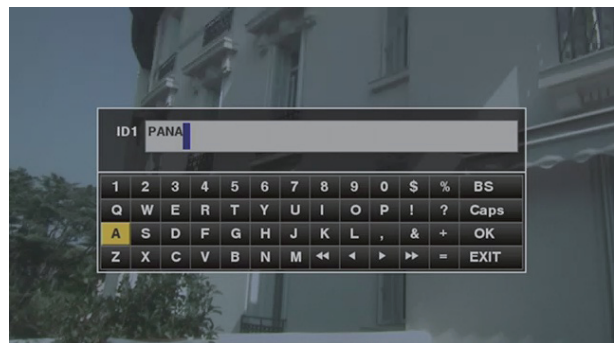 ID1 PANA
1 2 3 4 5 6 7 8 9 0 $ % BS
Q W E R T Y U I O P ! ? Caps
A S D F G H J K L , & + OK
Z X C V B N M ◀◀ ◀ ▶ ▶▶ = EXIT